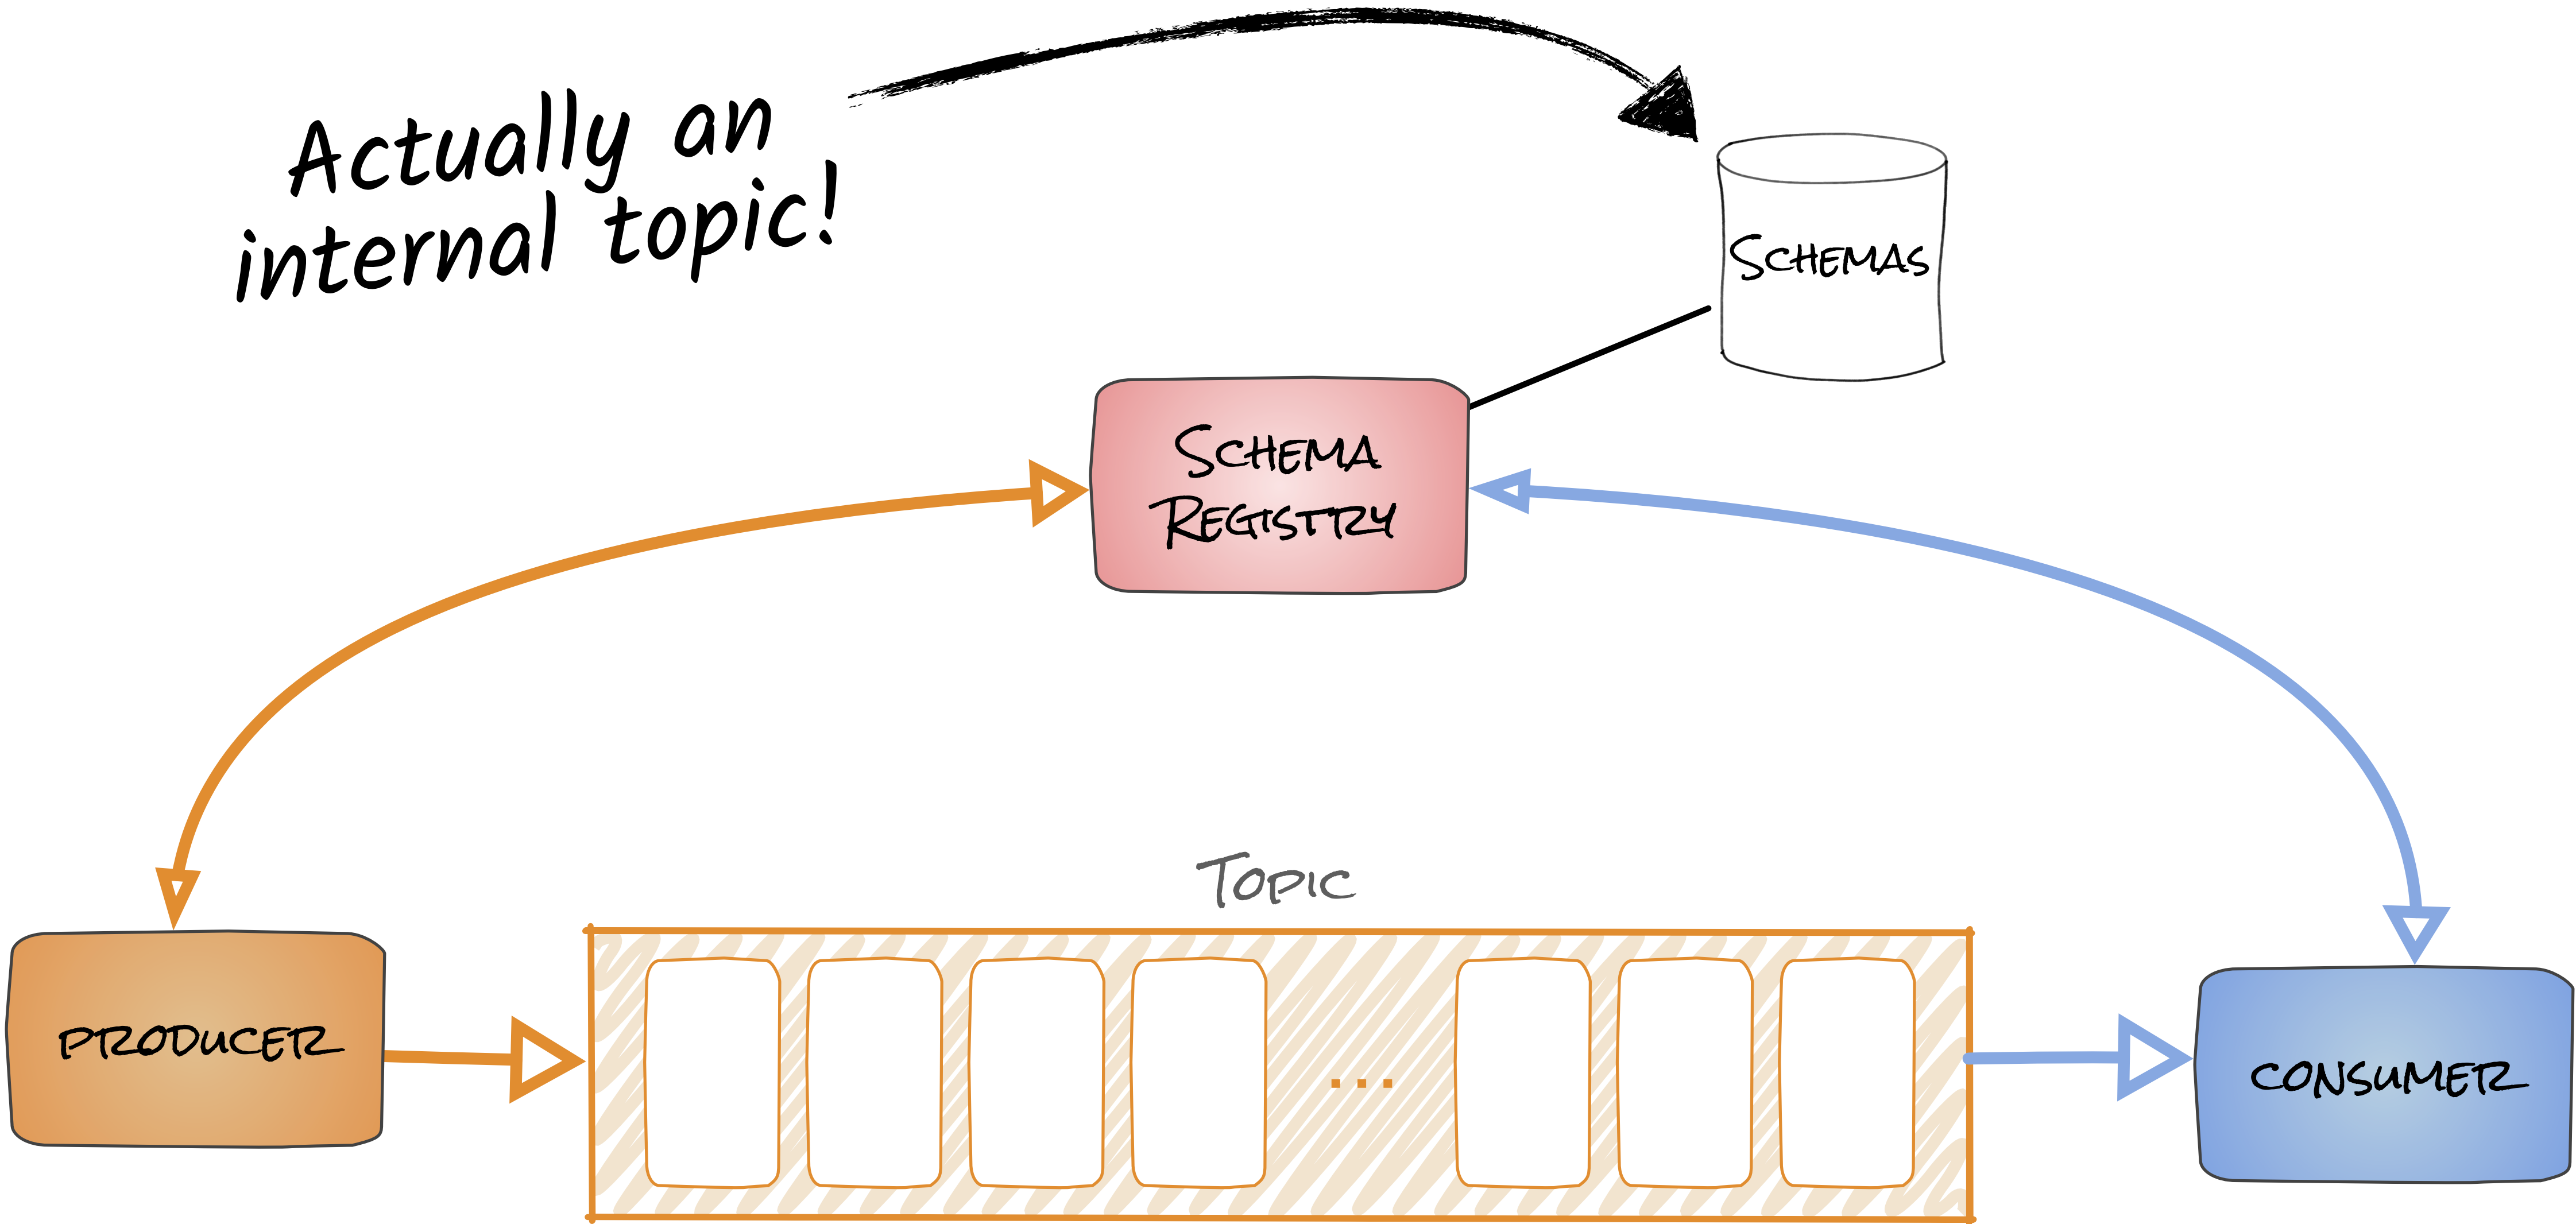 Actually an
internal topic!
Schemas
Schema
Registry
Topic
producer
...
consumer